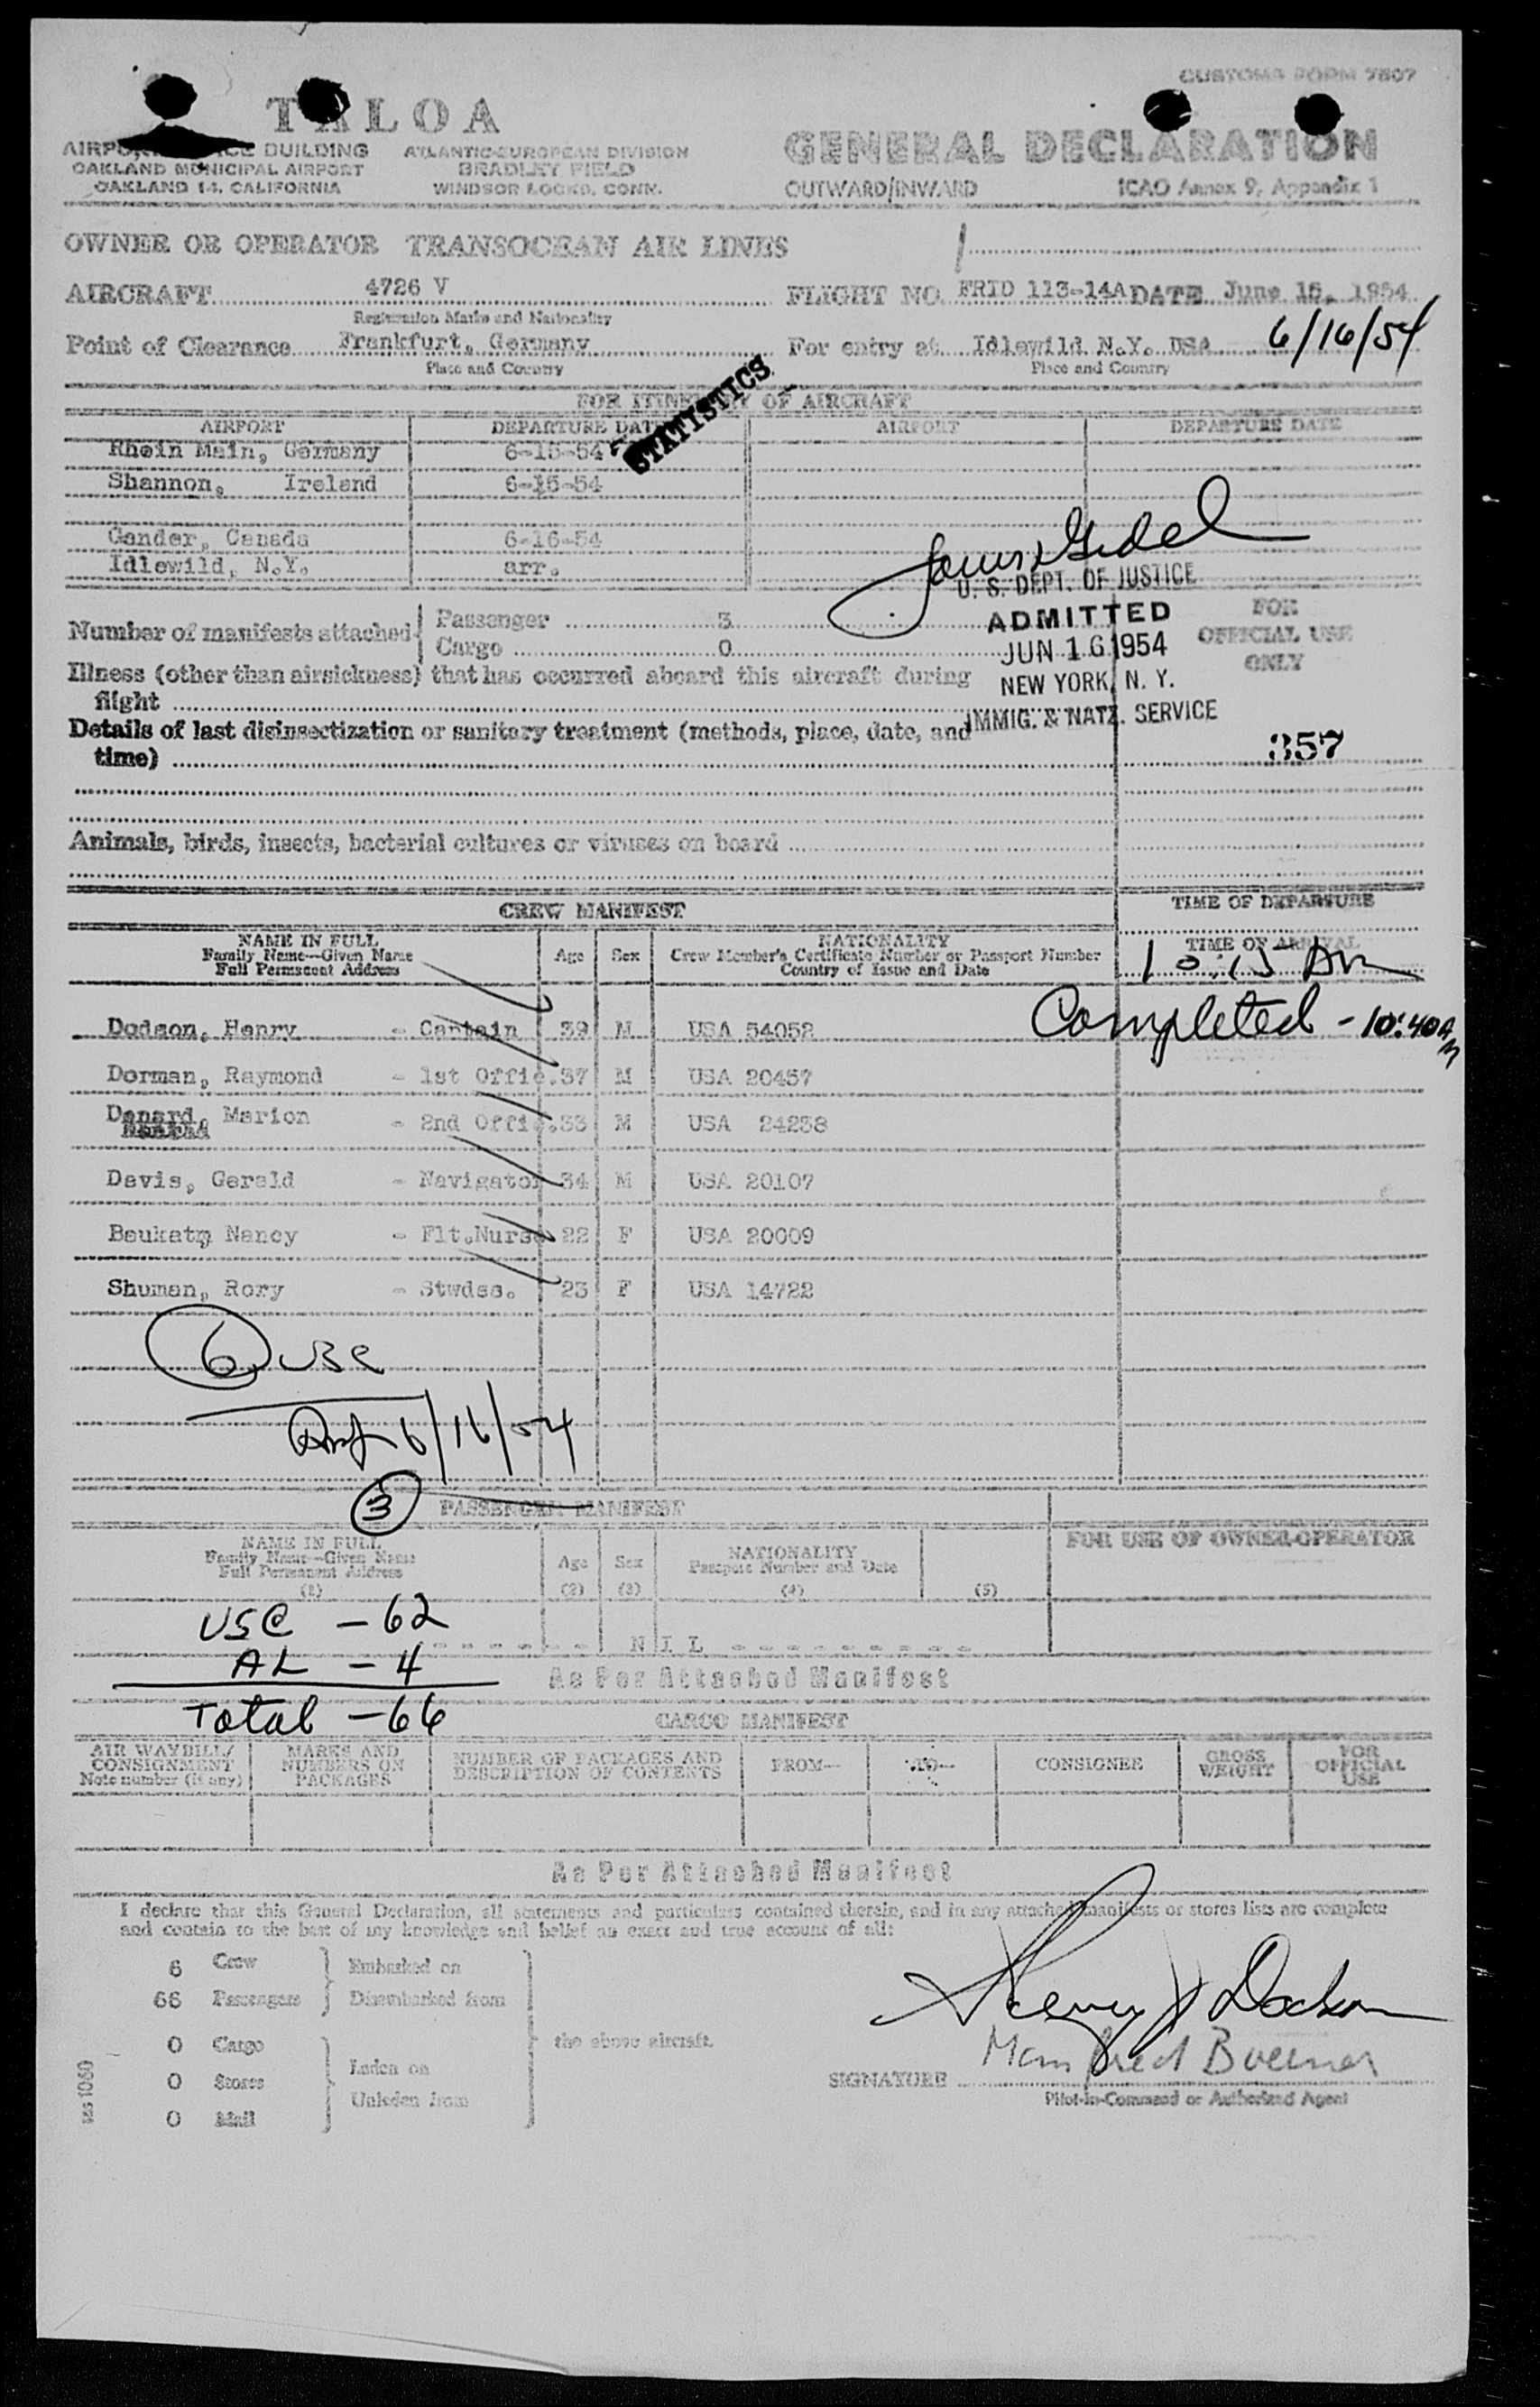 CUSTOMS FORM 7507
TALOA
AIRPORT OFFICE BUILDING
OAKLAND MUNICIPAL AIRPORT
OAKLAND 14, CALIFORNIA
ATLANTIC-EUROPEAN DIVISION
BRADLEY FIELD
WINDSOR LOCKS, CONN.
GENERAL DECLARATION
OUTWARD/INWARD ICAO Annex 9, Appendix 1
OWNER OR OPERATOR TRANSOCEAN AIR LINES
AIRCRAFT 4726 V FLIGHT NO. FRTD 113-14A DATE June 15, 1954
Registration Marks and Nationality
Point of Clearance Frankfurt, Germany For entry at Idlewild N.Y. USA 6/16/54
Place and Country Place and Country
STATISTICS
FOR ITINERARY OF AIRCRAFT
AIRPORT DEPARTURE DATE AIRPORT DEPARTURE DATE
Rhein Main, Germany 6-15-54
Shannon, Ireland 6-15-54
Gander, Canada 6-16-54
Idlewild, N.Y. arr.
U. S. DEPT. OF JUSTICE
ADMITTED
JUN 16 1954
NEW YORK, N. Y.
IMMIG. & NATZ. SERVICE
FOR
OFFICIAL USE
ONLY
Number of manifests attached
Passenger 3
Cargo 0
Illness (other than airsickness) that has occurred aboard this aircraft during
flight
Details of last disinsectization or sanitary treatment (methods, place, date, and
time)
357
Animals, birds, insects, bacterial cultures or viruses on board
CREW MANIFEST TIME OF DEPARTURE
NAME IN FULL
Family Name--Given Name
Full Permanent Address
Age Sex
NATIONALITY
Crew Member's Certificate Number or Passport Number
Country of Issue and Date
TIME OF ARRIVAL
10:15 AM
Completed - 10:40 AM
Dodson, Henry - Captain 39 M USA 54052
Dorman, Raymond - 1st Offic. 37 M USA 20457
Denard, Marion - 2nd Offic. 33 M USA 24238
Davis, Gerald - Navigator 34 M USA 20107
Nancy - Flt.Nurse 22 F USA 20009
Shuman, Rory - Stwdss. 23 F USA 14722
6 USC
6/16/54
3 PASSENGER MANIFEST
NAME IN FULL
Family Name--Given Name
Full Permanent Address
(1)
Age
(2)
Sex
(3)
NATIONALITY
Passport Number and Date
(4)
(5)
FOR USE OF OWNER-OPERATOR
USC - 62
- - - - - - N I L - - - - - - - - -
AL - 4
As Per Attached Manifest
Total - 66
CARGO MANIFEST
AIR WAYBILL/
CONSIGNMENT
Note number (if any)
MARKS AND
NUMBERS ON
PACKAGES
NUMBER OF PACKAGES AND
DESCRIPTION OF CONTENTS
FROM-- TO-- CONSIGNEE
GROSS
WEIGHT
FOR
OFFICIAL
USE
As Per Attached Manifest
I declare that this General Declaration, all statements and particulars contained therein, and in any attached manifests or stores lists are complete
and contain to the best of my knowledge and belief an exact and true account of all:
6 Crew Embarked on
66 Passengers Disembarked from
0 Cargo
the above aircraft.
0 Stores Laden on
Unladen from
0 Mail
Henry J Dodson
Manfred
SIGNATURE
Pilot-in-Command or Authorized Agent